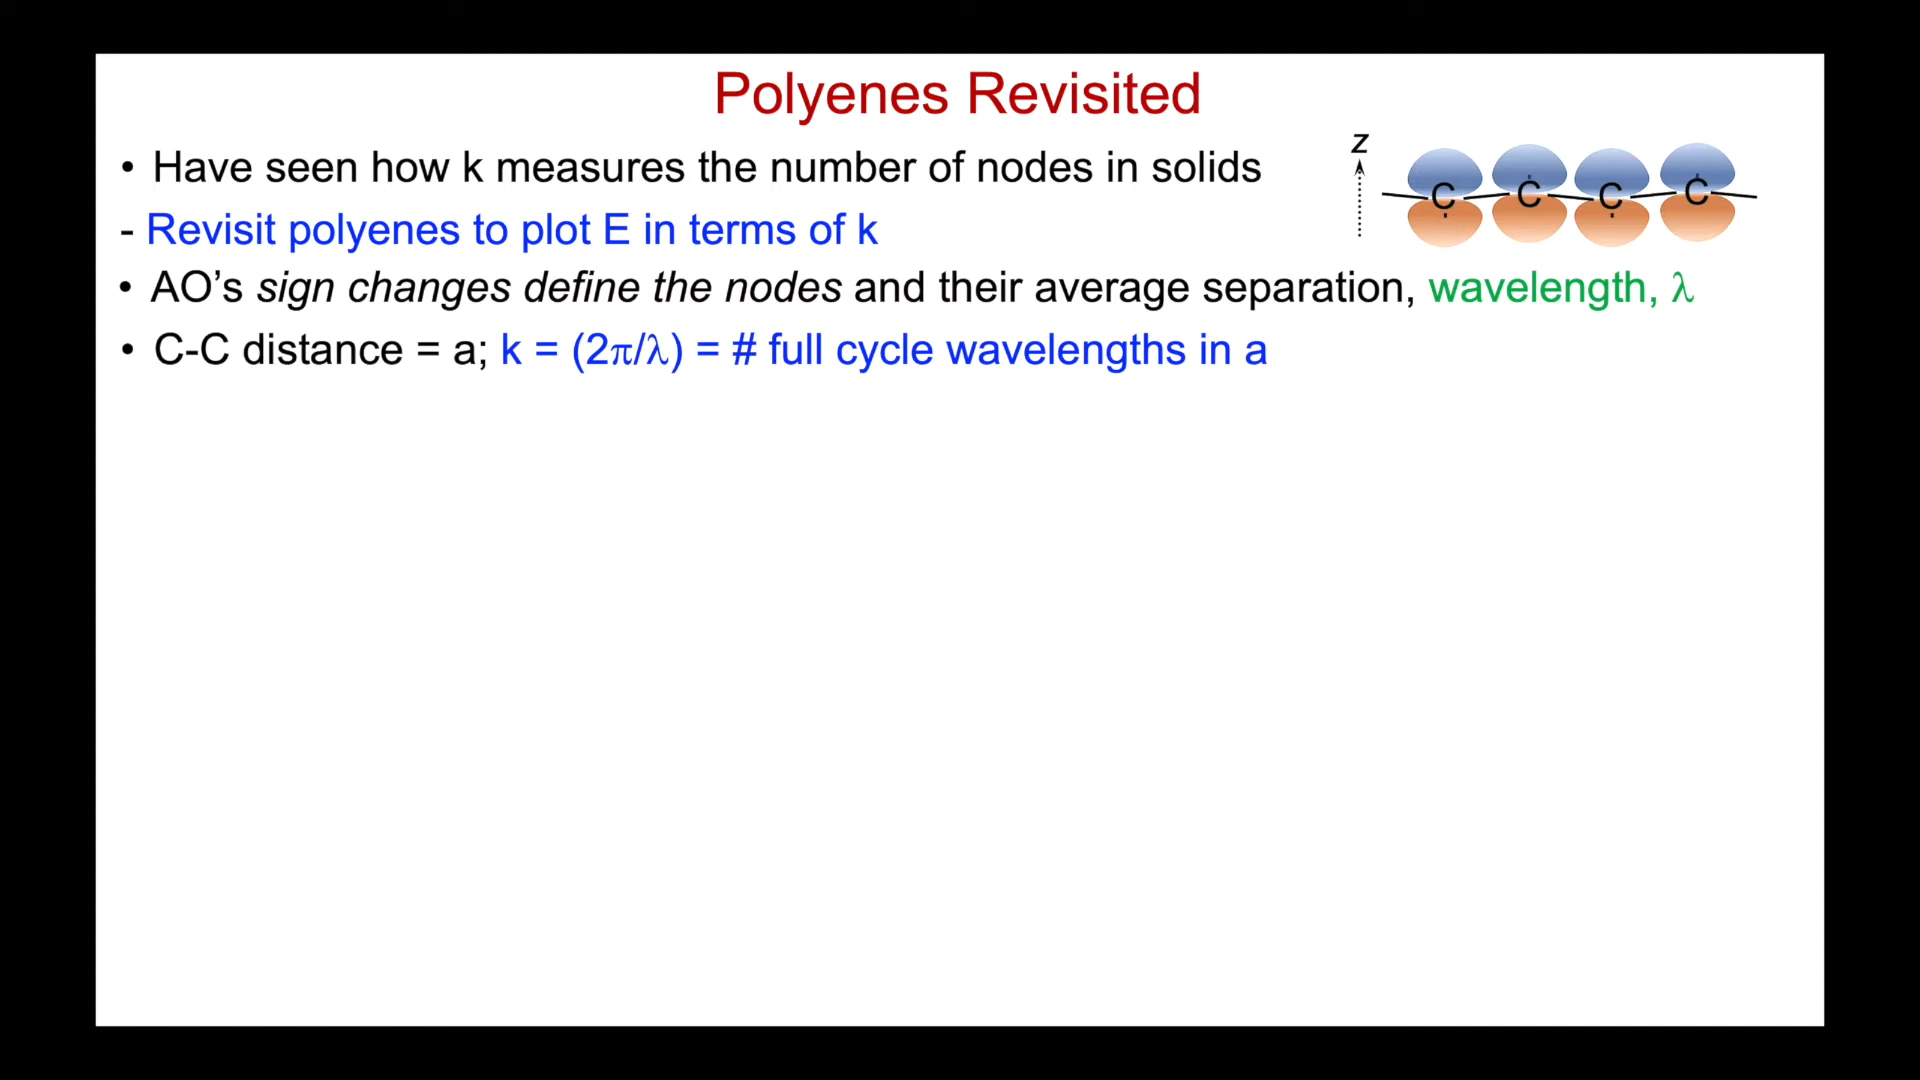 Polyenes Revisited
• Have seen how k measures the number of nodes in solids
z
C C C C
- Revisit polyenes to plot E in terms of k
• AO’s sign changes define the nodes and their average separation, wavelength, λ
• C-C distance = a; k = (2π/λ) = # full cycle wavelengths in a